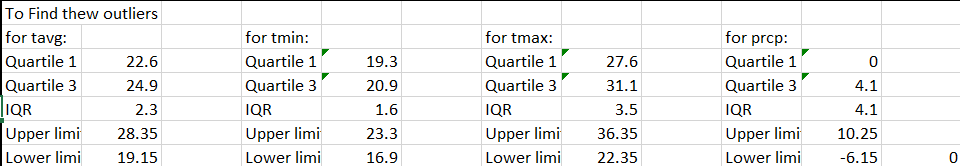 To Find thew outliers
for tavg: for tmin: for tmax: for prcp:
Quartile 1 22.6 Quartile 1 19.3 Quartile 1 27.6 Quartile 1 0
Quartile 3 24.9 Quartile 3 20.9 Quartile 3 31.1 Quartile 3 4.1
IQR 2.3 IQR 1.6 IQR 3.5 IQR 4.1
Upper limi 28.35 Upper limi 23.3 Upper limi 36.35 Upper limi 10.25
Lower limi 19.15 Lower limi 16.9 Lower limi 22.35 Lower limi -6.15 0